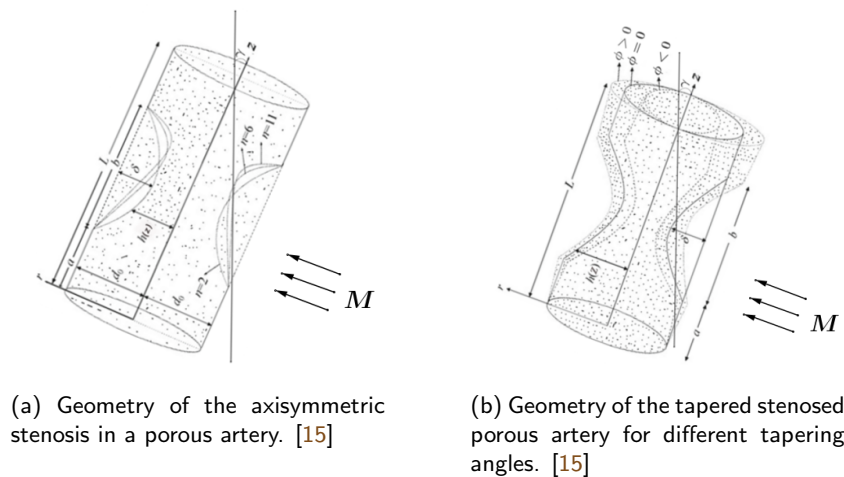 γ
z
L
b
δ
n=6
n=11
h(z)
r
a
d₀
d₀
n=2
M
(a) Geometry of the axisymmetric
stenosis in a porous artery. [15]
ϕ > 0
ϕ = 0
ϕ < 0
γ
z
L
b
δ
h(z)
r
a
M
(b) Geometry of the tapered stenosed
porous artery for different tapering
angles. [15]